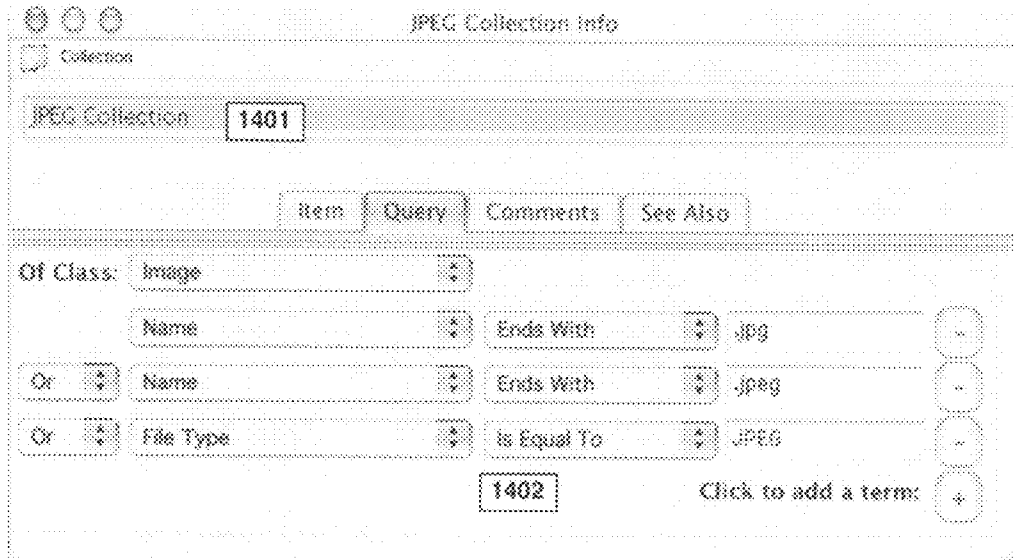 JPEG Collection Info
Collection
JPEG Collection 1401
Item Query Comments See Also
Of Class: Image
Name Ends With .jpg -
Or Name Ends With .jpeg -
Or File Type Is Equal To JPEG -
1402 Click to add a term: +